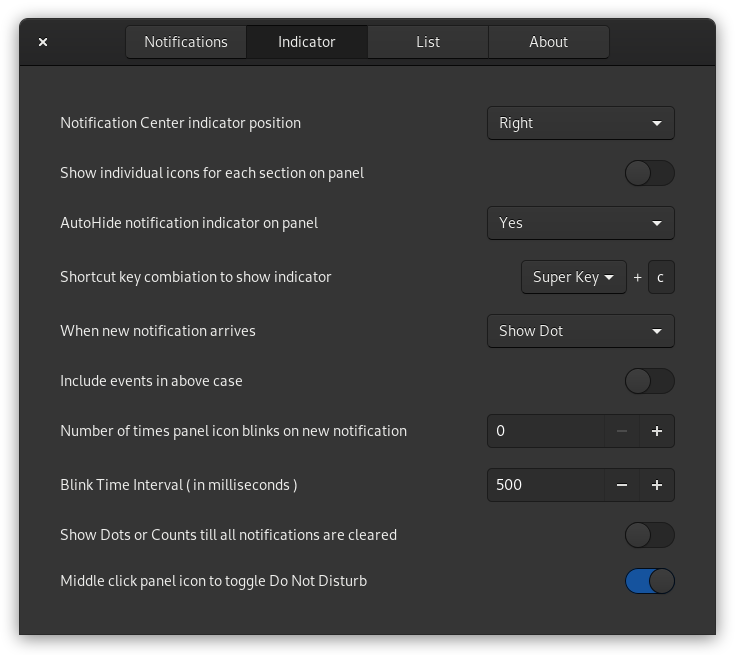 Notifications Indicator List About
Notification Center indicator position Right
Show individual icons for each section on panel
AutoHide notification indicator on panel Yes
Shortcut key combiation to show indicator Super Key + c
When new notification arrives Show Dot
Include events in above case
Number of times panel icon blinks on new notification 0 − +
Blink Time Interval ( in milliseconds ) 500 − +
Show Dots or Counts till all notifications are cleared
Middle click panel icon to toggle Do Not Disturb